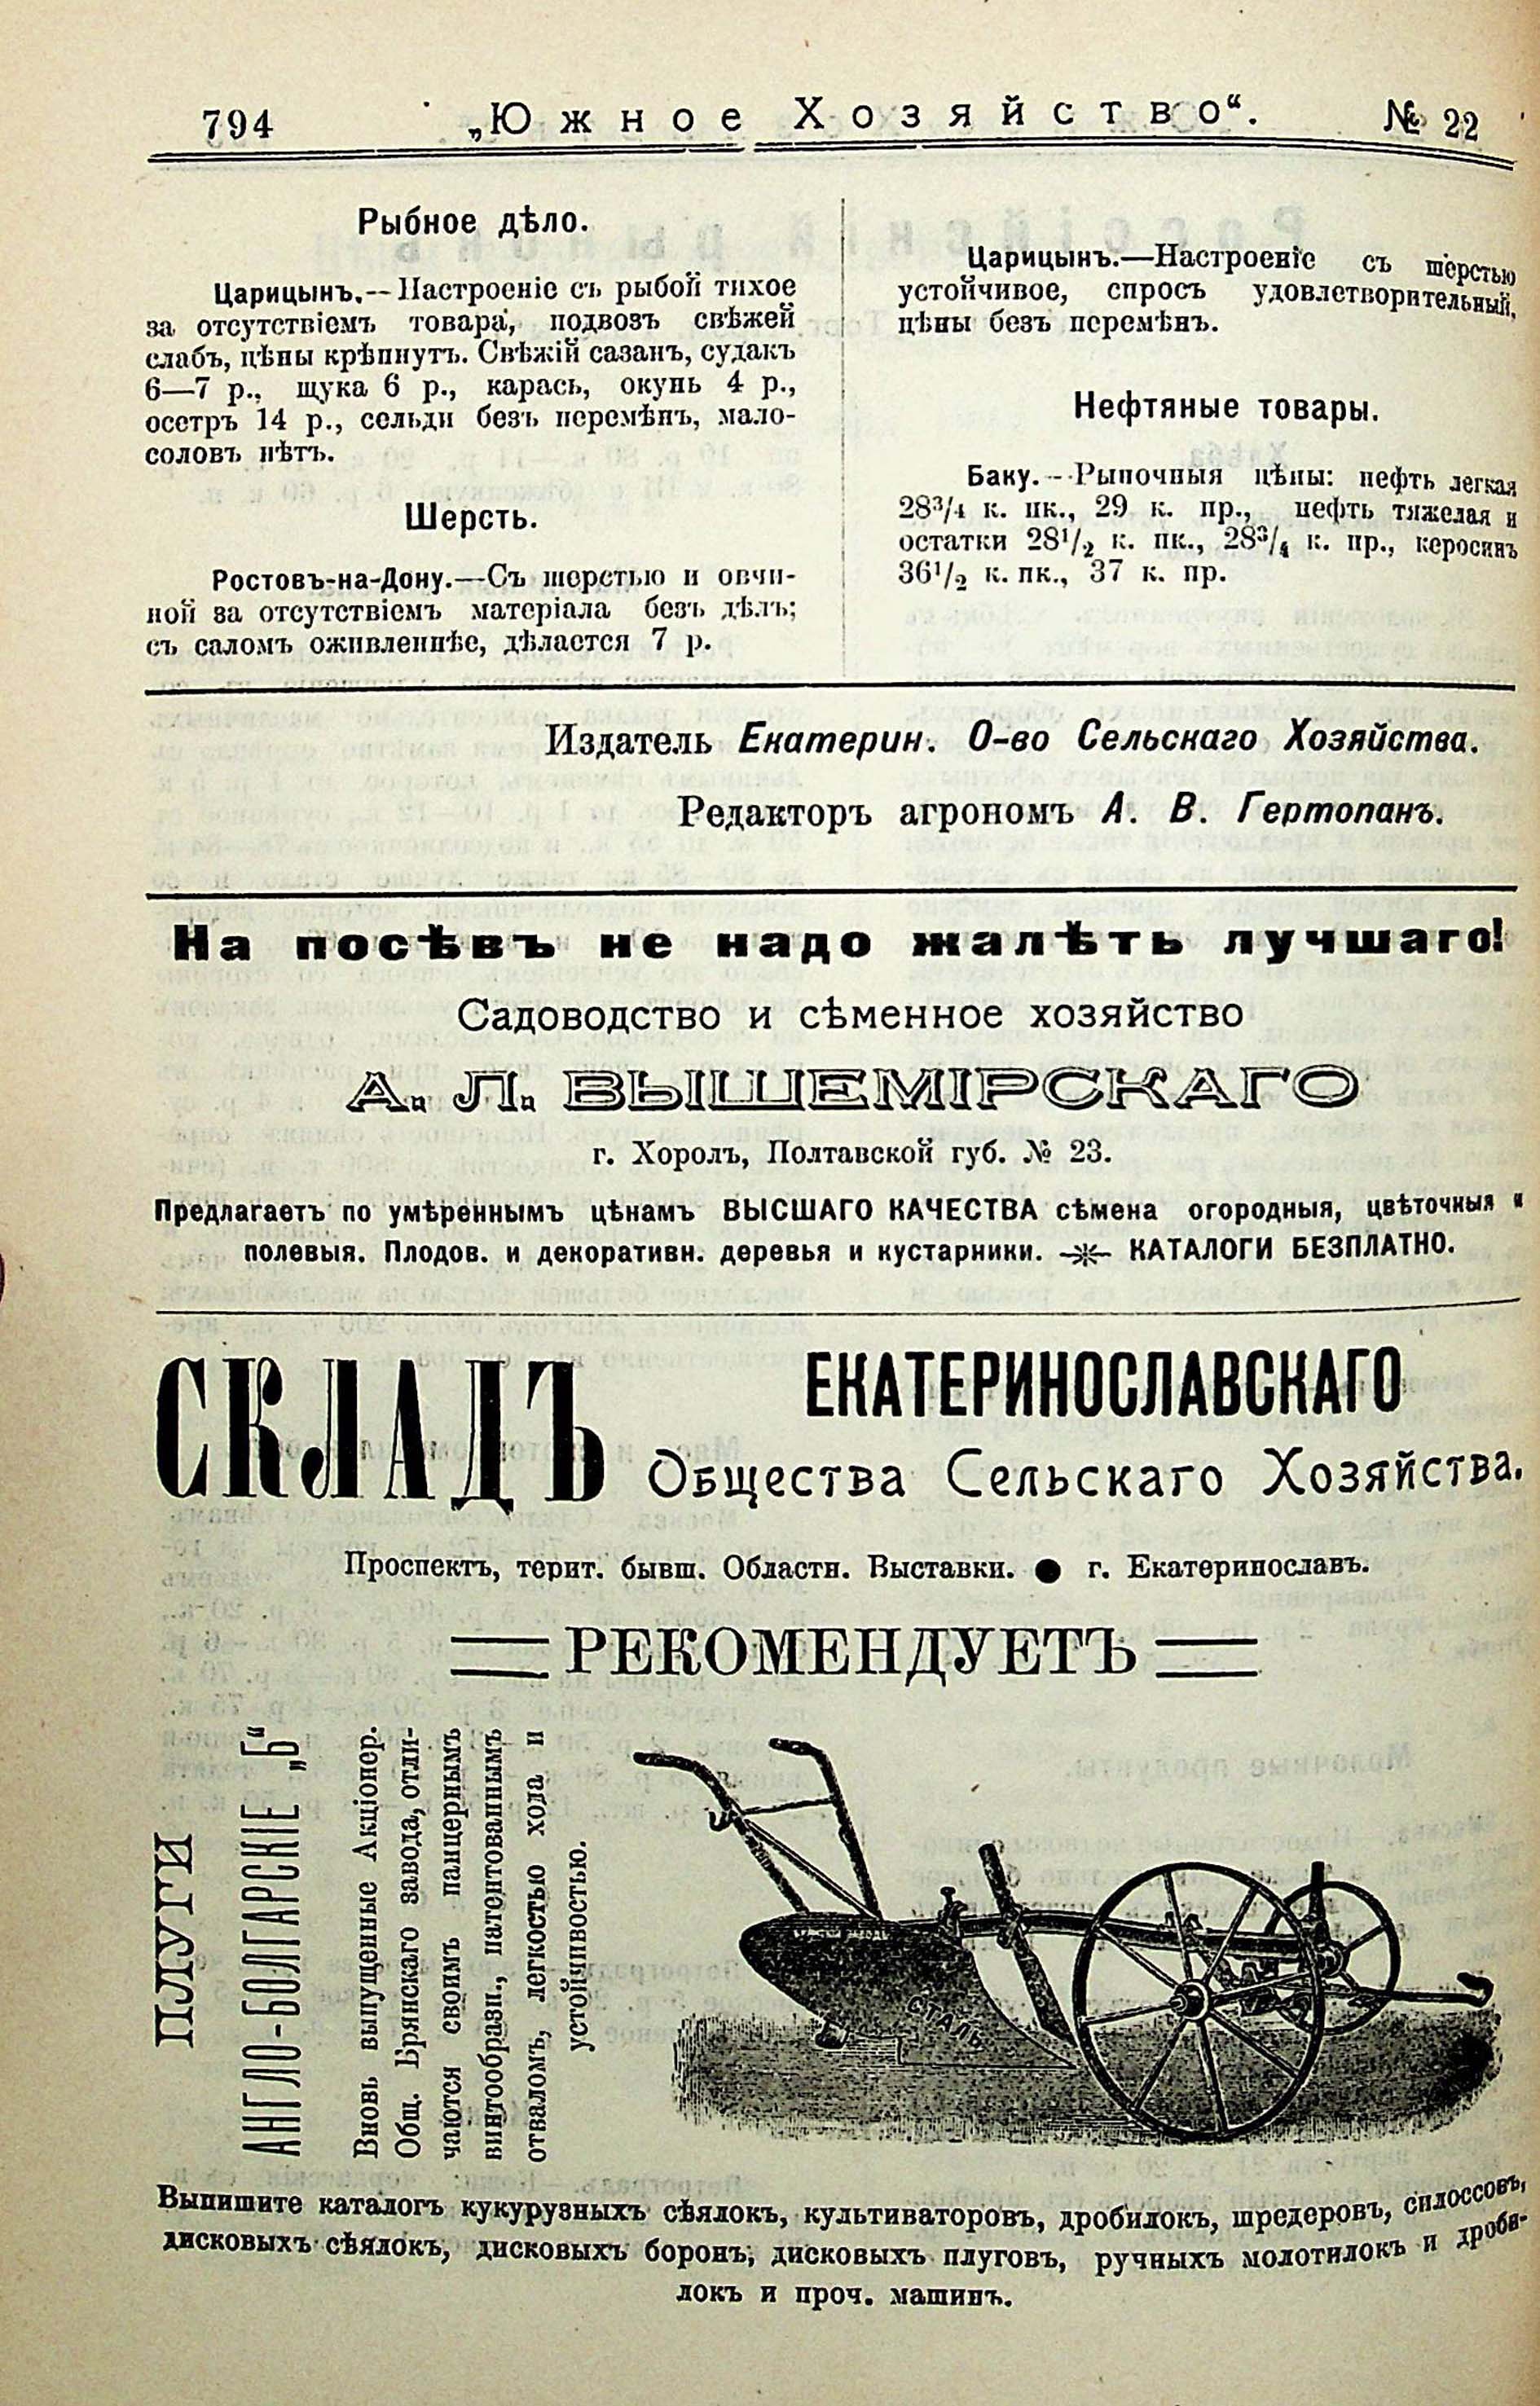 794
„Южное Хозяйство“.
№ 22
Рыбное дѣло.
Царицынъ.—Настроеніе съ рыбой тихое
за отсутствіемъ товара, подвозъ свѣжей
слабъ, цѣны крѣпнутъ. Свѣжій сазанъ, судакъ
6—7 р., щука 6 р., карась, окунь 4 р.,
осетръ 14 р., сельди безъ перемѣнъ, мало-
соловъ нѣтъ.
Шерсть.
Ростовъ-на-Дону.—Съ шерстью и овчи-
ной за отсутствіемъ матеріала безъ дѣлъ;
съ саломъ оживленнѣе, дѣлается 7 р.
Царицынъ.—Настроеніе съ шерстью
устойчивое, спросъ удовлетворительный,
цѣны безъ перемѣнъ.
Нефтяные товары.
Баку.—Рыночныя цѣны: нефть легкая
28³/₄ к. пк., 29 к. пр., нефть тяжелая и
остатки 28¹/₂ к. пк., 28³/₄ к. пр., керосинъ
36¹/₂ к. пк., 37 к. пр.
Издатель Екатерин. О-во Сельскаго Хозяйства.
Редакторъ агрономъ А. В. Гертопанъ.
На посѣвъ не надо жалѣть лучшаго!
Садоводство и сѣменное хозяйство
А. Л. ВЫШЕМІРСКАГО
г. Хоролъ, Полтавской губ. № 23.
Предлагаетъ по умѣреннымъ цѣнамъ ВЫСШАГО КАЧЕСТВА сѣмена огородныя, цвѣточныя и
полевыя. Плодов. и декоративн. деревья и кустарники. КАТАЛОГИ БЕЗПЛАТНО.
СКЛАДЪ
ЕКАТЕРИНОСЛАВСКАГО
Общества Сельскаго Хозяйства.
Проспектъ, терит. бывш. Областн. Выставки. ● г. Екатеринославъ.
РЕКОМЕНДУЕТЪ
ПЛУГИ
АНГЛО-БОЛГАРСКІЕ „Б“
Вновь выпущенные Акціонер.
Общ. Брянскаго завода, отли-
чаются своимъ панцернымъ
винтообразн., патентованнымъ
отваломъ, легкостью хода и
устойчивостью.
СТАЛЬ
Выпишите каталогъ кукурузныхъ сѣялокъ, культиваторовъ, дробилокъ, шредеровъ, силоссовъ,
дисковыхъ сѣялокъ, дисковыхъ боронъ, дисковыхъ плуговъ, ручныхъ молотилокъ и дроби-
локъ и проч. машинъ.